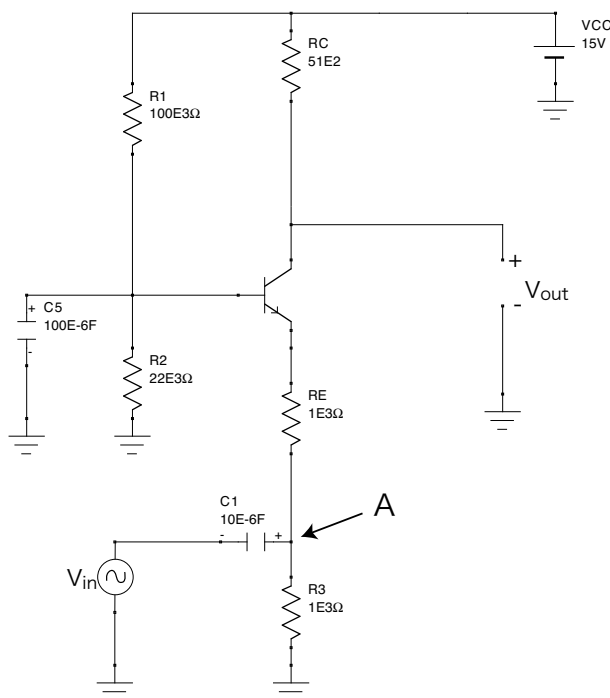 VCC
15V
RC
51E2
R1
100E3Ω
+
C5
100E-6F
-
+
Vout
-
R2
22E3Ω
RE
1E3Ω
C1
10E-6F
A
-
+
Vin
R3
1E3Ω